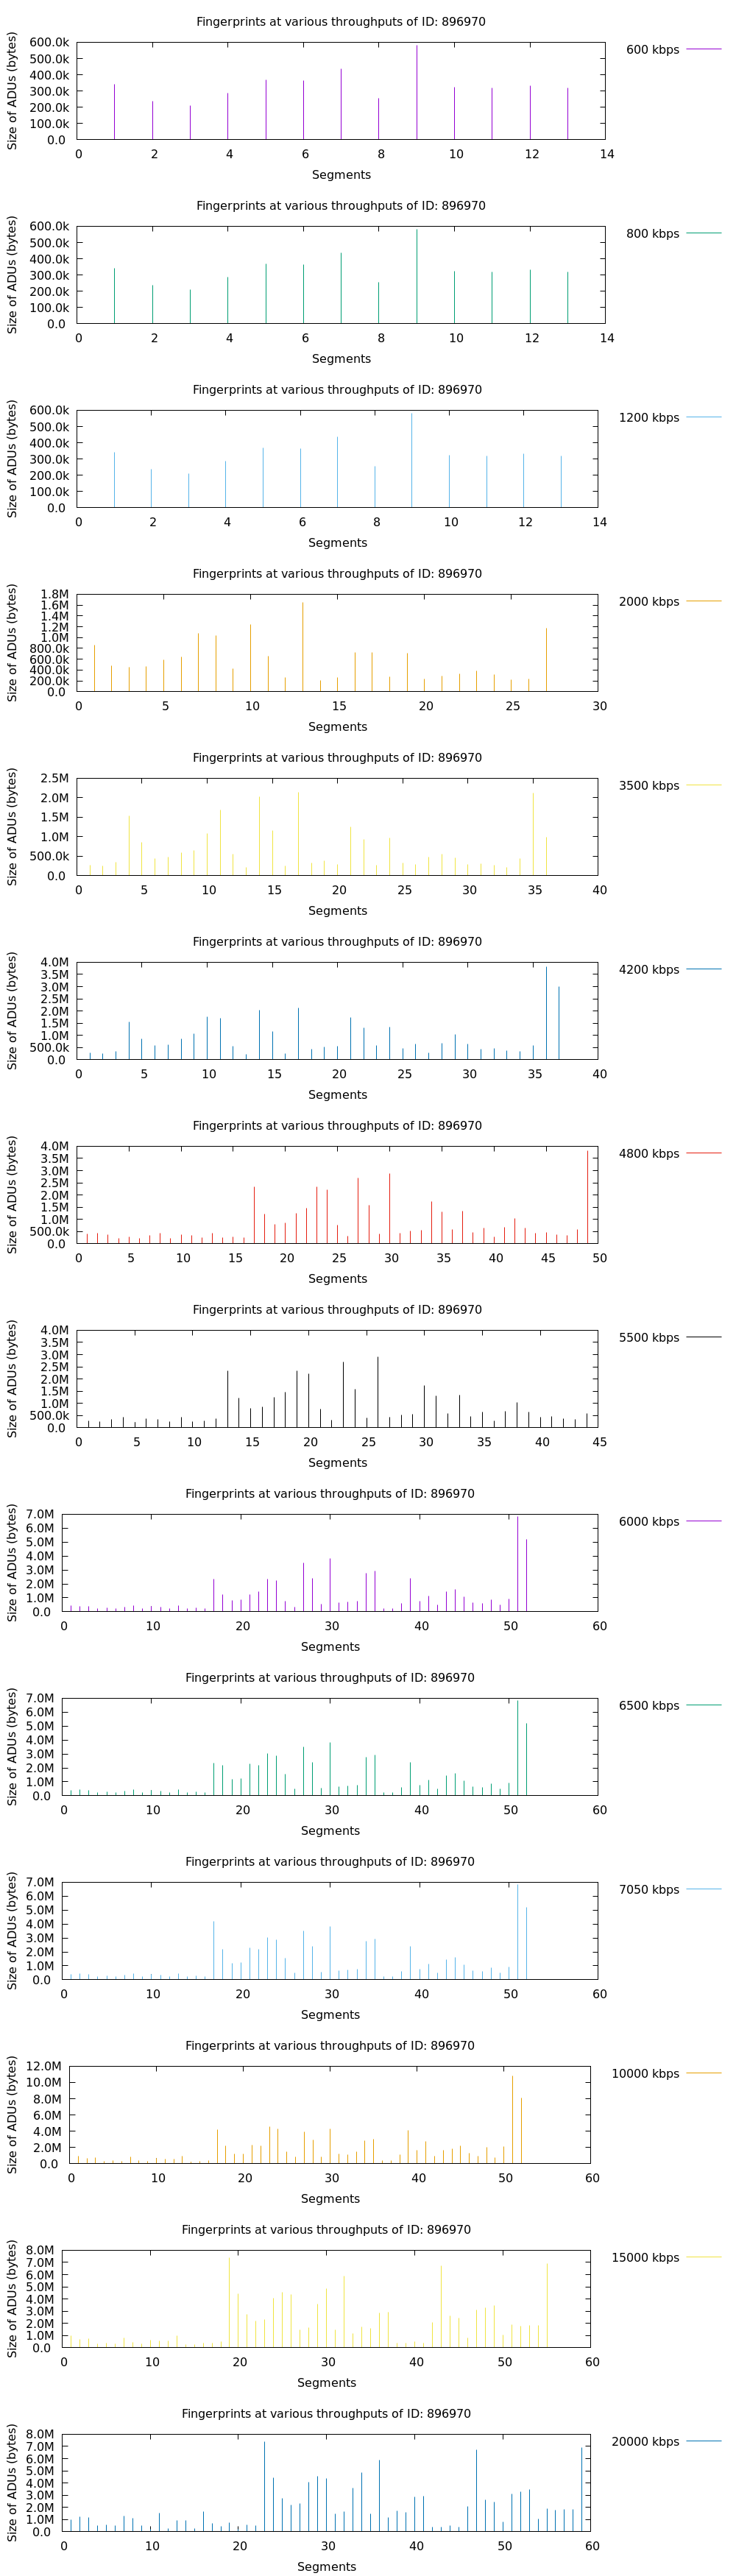 Fingerprints at various throughputs of ID: 896970
600 kbps
Size of ADUs (bytes)
600.0k
500.0k
400.0k
300.0k
200.0k
100.0k
0.0
0 2 4 6 8 10 12 14
Segments
Fingerprints at various throughputs of ID: 896970
800 kbps
Size of ADUs (bytes)
600.0k
500.0k
400.0k
300.0k
200.0k
100.0k
0.0
0 2 4 6 8 10 12 14
Segments
Fingerprints at various throughputs of ID: 896970
1200 kbps
Size of ADUs (bytes)
600.0k
500.0k
400.0k
300.0k
200.0k
100.0k
0.0
0 2 4 6 8 10 12 14
Segments
Fingerprints at various throughputs of ID: 896970
2000 kbps
Size of ADUs (bytes)
1.8M
1.6M
1.4M
1.2M
1.0M
800.0k
600.0k
400.0k
200.0k
0.0
0 5 10 15 20 25 30
Segments
Fingerprints at various throughputs of ID: 896970
3500 kbps
Size of ADUs (bytes)
2.5M
2.0M
1.5M
1.0M
500.0k
0.0
0 5 10 15 20 25 30 35 40
Segments
Fingerprints at various throughputs of ID: 896970
4200 kbps
Size of ADUs (bytes)
4.0M
3.5M
3.0M
2.5M
2.0M
1.5M
1.0M
500.0k
0.0
0 5 10 15 20 25 30 35 40
Segments
Fingerprints at various throughputs of ID: 896970
4800 kbps
Size of ADUs (bytes)
4.0M
3.5M
3.0M
2.5M
2.0M
1.5M
1.0M
500.0k
0.0
0 5 10 15 20 25 30 35 40 45 50
Segments
Fingerprints at various throughputs of ID: 896970
5500 kbps
Size of ADUs (bytes)
4.0M
3.5M
3.0M
2.5M
2.0M
1.5M
1.0M
500.0k
0.0
0 5 10 15 20 25 30 35 40 45
Segments
Fingerprints at various throughputs of ID: 896970
6000 kbps
Size of ADUs (bytes)
7.0M
6.0M
5.0M
4.0M
3.0M
2.0M
1.0M
0.0
0 10 20 30 40 50 60
Segments
Fingerprints at various throughputs of ID: 896970
6500 kbps
Size of ADUs (bytes)
7.0M
6.0M
5.0M
4.0M
3.0M
2.0M
1.0M
0.0
0 10 20 30 40 50 60
Segments
Fingerprints at various throughputs of ID: 896970
7050 kbps
Size of ADUs (bytes)
7.0M
6.0M
5.0M
4.0M
3.0M
2.0M
1.0M
0.0
0 10 20 30 40 50 60
Segments
Fingerprints at various throughputs of ID: 896970
10000 kbps
Size of ADUs (bytes)
12.0M
10.0M
8.0M
6.0M
4.0M
2.0M
0.0
0 10 20 30 40 50 60
Segments
Fingerprints at various throughputs of ID: 896970
15000 kbps
Size of ADUs (bytes)
8.0M
7.0M
6.0M
5.0M
4.0M
3.0M
2.0M
1.0M
0.0
0 10 20 30 40 50 60
Segments
Fingerprints at various throughputs of ID: 896970
20000 kbps
Size of ADUs (bytes)
8.0M
7.0M
6.0M
5.0M
4.0M
3.0M
2.0M
1.0M
0.0
0 10 20 30 40 50 60
Segments